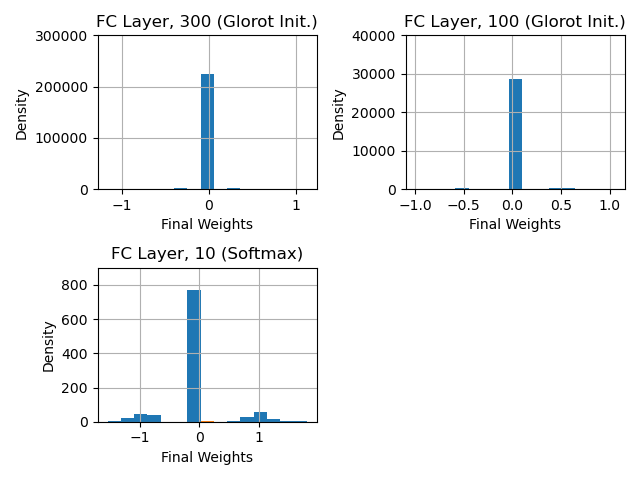 FC Layer, 300 (Glorot Init.)
300000
200000
100000
0
Density
−1 0 1
Final Weights
FC Layer, 100 (Glorot Init.)
40000
30000
20000
10000
0
Density
−1.0 −0.5 0.0 0.5 1.0
Final Weights
FC Layer, 10 (Softmax)
800
600
400
200
0
Density
−1 0 1
Final Weights